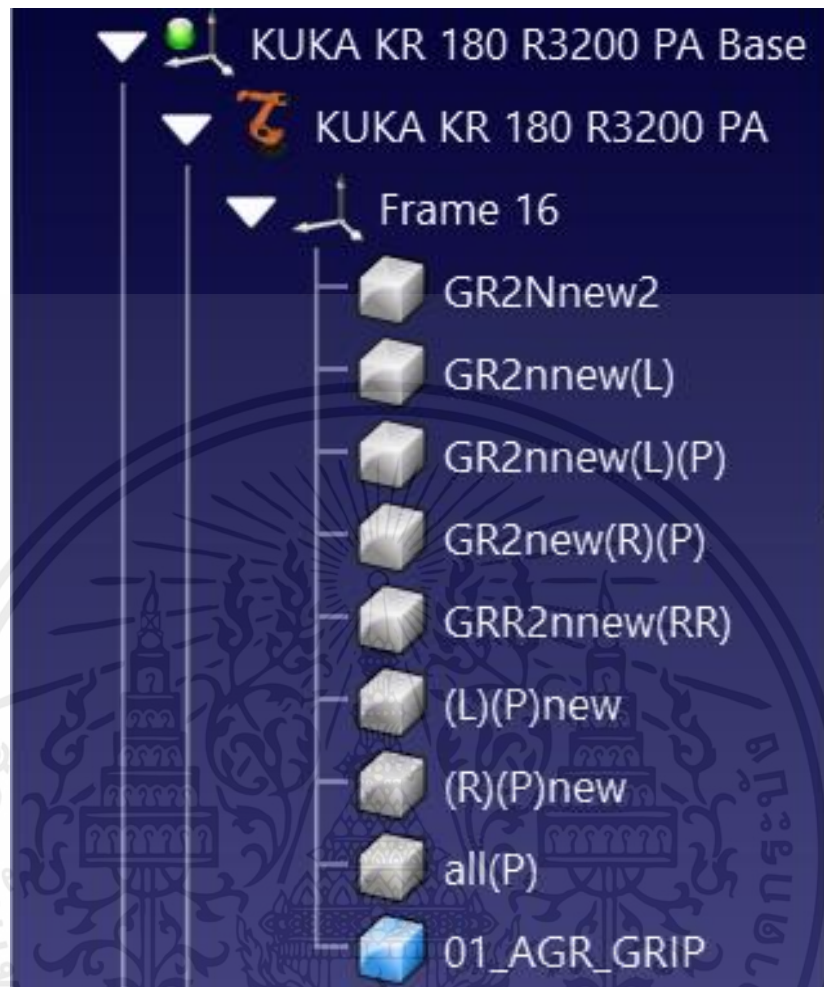 KUKA KR 180 R3200 PA Base
KUKA KR 180 R3200 PA
Frame 16
GR2Nnew2
GR2nnew(L)
GR2nnew(L)(P)
GR2new(R)(P)
GRR2nnew(RR)
(L)(P)new
(R)(P)new
all(P)
01_AGR_GRIP